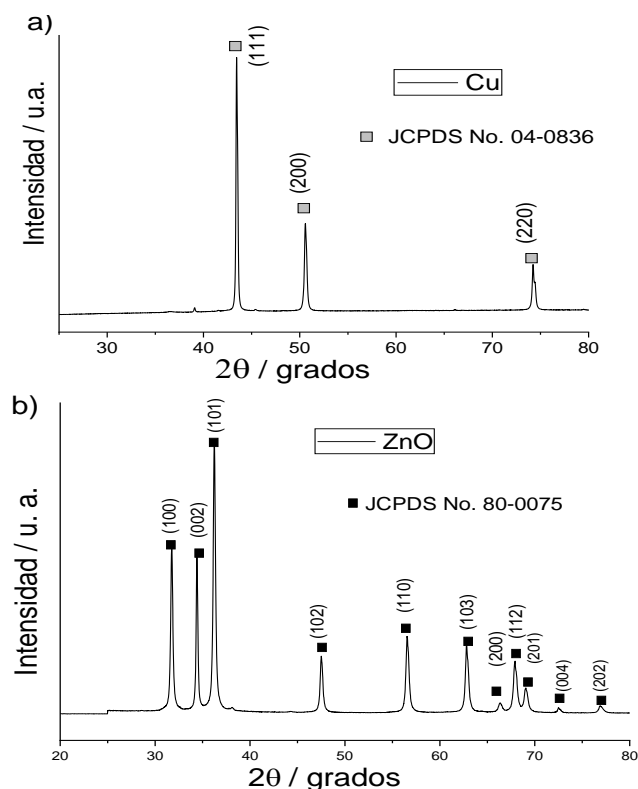 a)
(111)
Cu
JCPDS No. 04-0836
(200)
(220)
Intensidad / u.a.
30 40 50 60 70 80
2θ / grados
b)
(101)
ZnO
JCPDS No. 80-0075
(100)
(002)
(102)
(110)
(103)
(200)
(112)
(201)
(004)
(202)
Intensidad / u. a.
20 30 40 50 60 70 80
2θ / grados